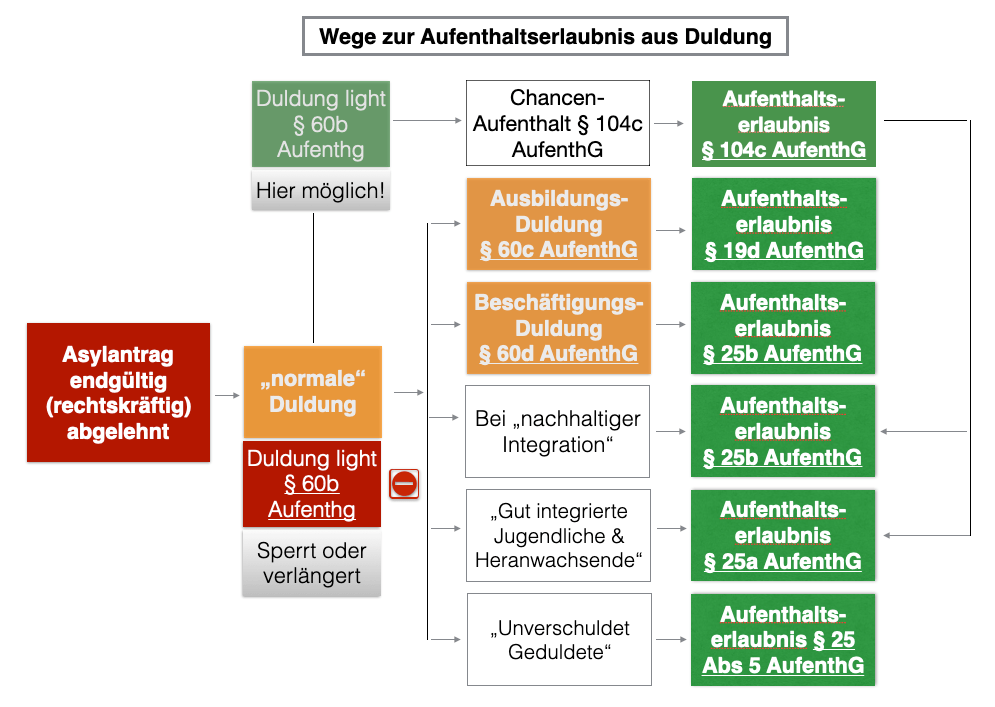 Wege zur Aufenthaltserlaubnis aus Duldung
Duldung light
§ 60b
Aufenthg
Hier möglich!
Chancen-
Aufenthalt § 104c
AufenthG
Aufenthalts-
erlaubnis
§ 104c AufenthG
Ausbildungs-
Duldung
§ 60c AufenthG
Aufenthalts-
erlaubnis
§ 19d AufenthG
Beschäftigungs-
Duldung
§ 60d AufenthG
Aufenthalts-
erlaubnis
§ 25b AufenthG
Asylantrag
endgültig
(rechtskräftig)
abgelehnt
„normale“
Duldung
Duldung light
§ 60b
Aufenthg
Sperrt oder
verlängert
Bei „nachhaltiger
Integration“
Aufenthalts-
erlaubnis
§ 25b AufenthG
„Gut integrierte
Jugendliche &
Heranwachsende“
Aufenthalts-
erlaubnis
§ 25a AufenthG
„Unverschuldet
Geduldete“
Aufenthalts-
erlaubnis § 25
Abs 5 AufenthG